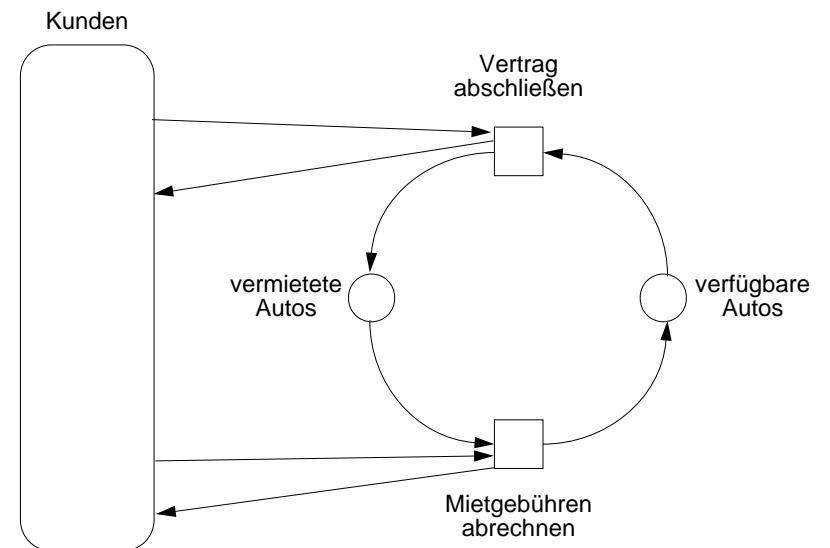 Kunden
Vertrag
abschließen
vermietete
Autos
verfügbare
Autos
Mietgebühren
abrechnen